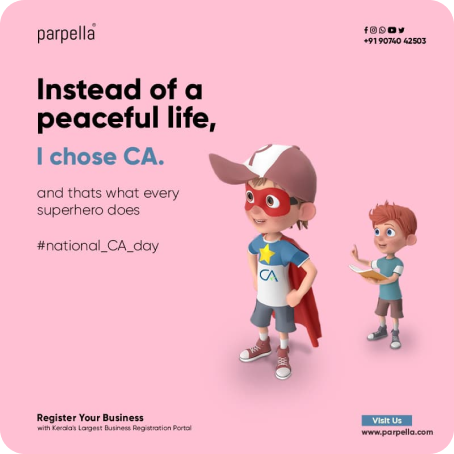 parpella®
+91 90740 42503
Instead of a
peaceful life,
I chose CA.
and thats what every
superhero does
#national_CA_day
CA
Register Your Business
with Kerala's Largest Business Registration Portal
Visit Us
www.parpella.com